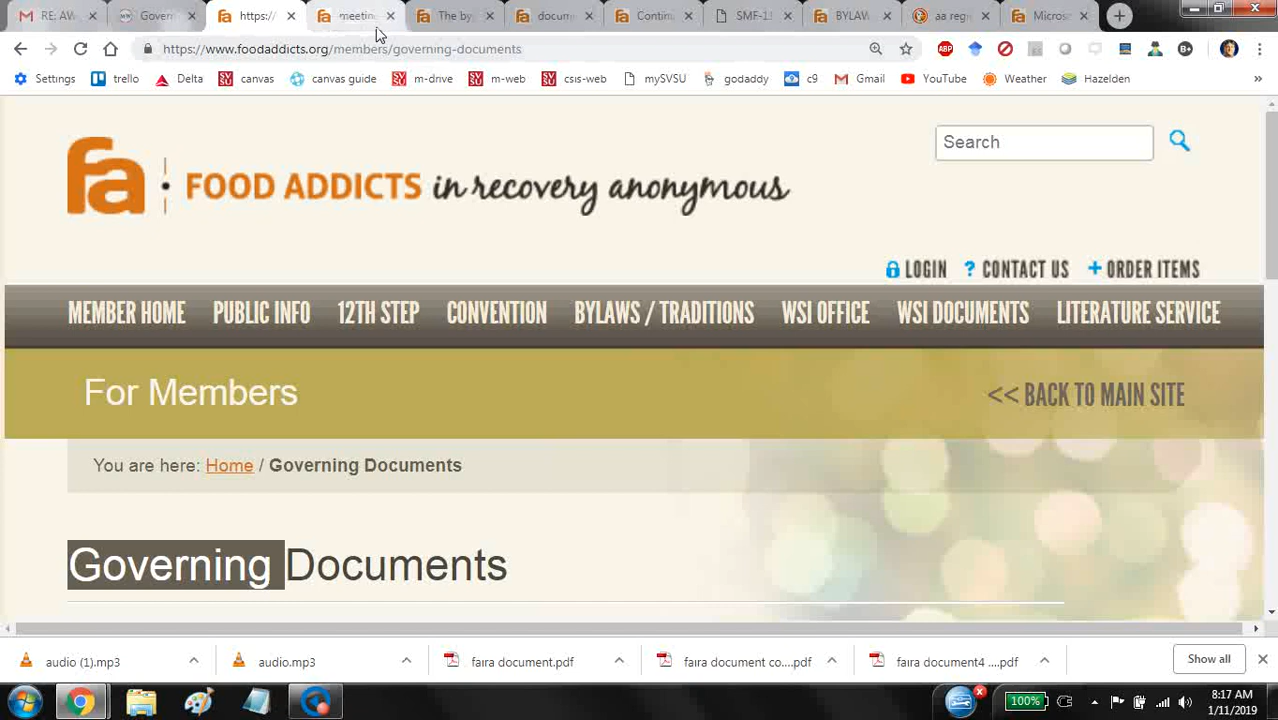 RE: AW
Govern
https:/
meetin
The by
docum
Contin
SMF-1
BYLAW
aa regi
Micros
https://www.foodaddicts.org/members/governing-documents
Settings trello Delta canvas canvas guide m-drive m-web csis-web mySVSU godaddy c9 Gmail YouTube Weather Hazelden
fa FOOD ADDICTS in recovery anonymous
Search
LOGIN ? CONTACT US + ORDER ITEMS
MEMBER HOME PUBLIC INFO 12TH STEP CONVENTION BYLAWS / TRADITIONS WSI OFFICE WSI DOCUMENTS LITERATURE SERVICE
For Members
<< BACK TO MAIN SITE
You are here: Home / Governing Documents
Governing Documents
audio (1).mp3 audio.mp3 faira document.pdf faira document co....pdf faira document4 ....pdf Show all
100%
8:17 AM
1/11/2019